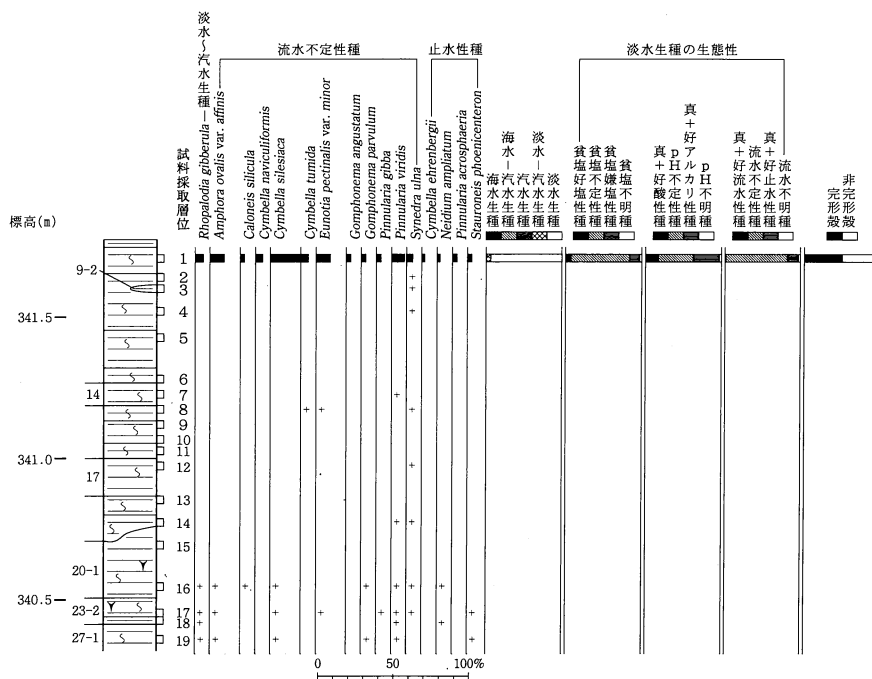 淡水〜汽水生種
流水不定性種
止水性種
淡水生種の生態性
試料採取層位
Rhopalodia gibberula
Amphora ovalis var. affinis
Caloneis silicula
Cymbella naviculiformis
Cymbella silesiaca
Cymbella tumida
Eunotia pectinalis var. minor
Gomphonema angustatum
Gomphonema parvulum
Pinnularia gibba
Pinnularia viridis
Synedra ulna
Cymbella ehrenbergii
Neidium ampliatum
Pinnularia acrosphaeria
Stauroneis phoenicenteron
海水生種
海水−汽水生種
汽水生種
淡水−汽水生種
淡水生種
貧塩好塩性種
貧塩不定性種
貧塩嫌塩性種
貧塩不明種
真+好酸性種
pH不定性種
真+好アルカリ性種
pH不明種
真+好流水性種
流水不定性種
真+好止水性種
流水不明種
完形殻
非完形殻
標高(m)
1
9-2
2
3
341.5
4
5
6
14
7
8
9
10
11
341.0
12
17
13
14
15
20-1
16
340.5
23-2
17
18
27-1
19
0
50
100%